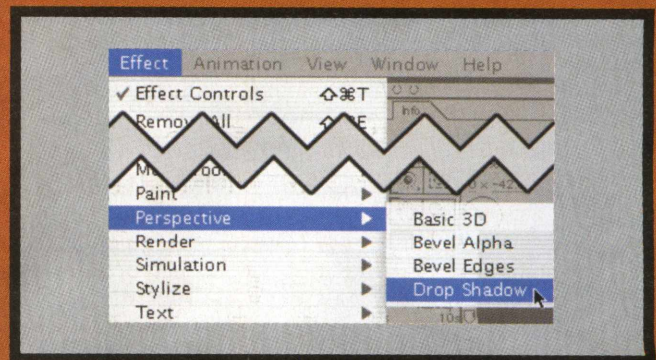 Effect Animation View Window Help
✓ Effect Controls ⇧⌘T
Info
Paint
Perspective
Basic 3D
Render
Bevel Alpha
Simulation
Bevel Edges
Stylize
Drop Shadow
Text